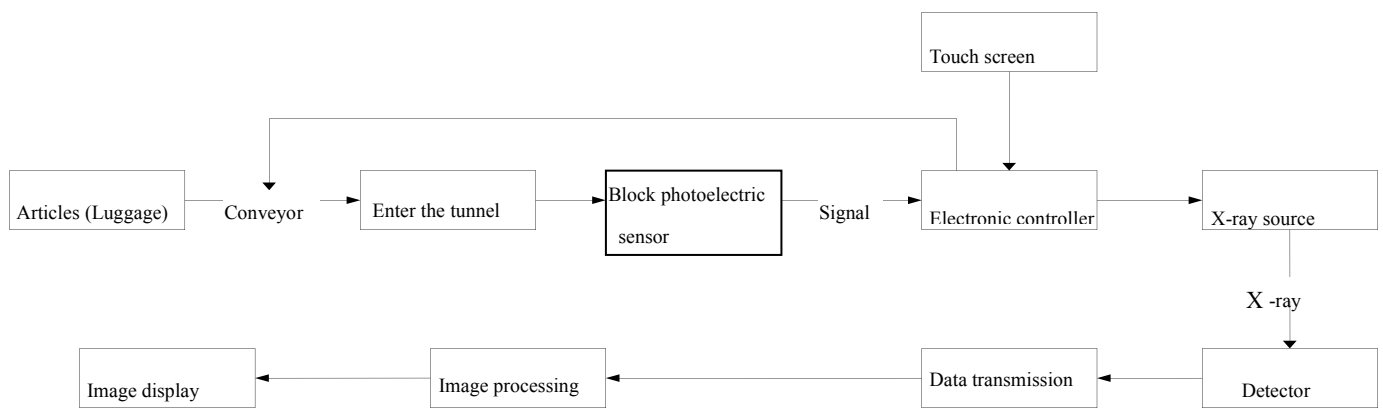 Touch screen
Articles (Luggage)
Conveyor
Enter the tunnel
Block photoelectric
sensor
Signal
Electronic controller
X-ray source
X -ray
Image display
Image processing
Data transmission
Detector